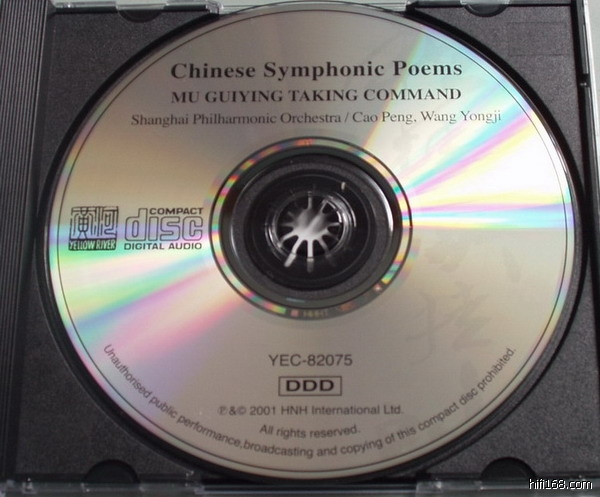 Chinese Symphonic Poems
MU GUIYING TAKING COMMAND
Shanghai Philharmonic Orchestra / Cao Peng, Wang Yongji
黄河
YELLOW RIVER
COMPACT
disc
DIGITAL AUDIO
YEC-82075
DDD
℗ & © 2001 HNH International Ltd.
All rights reserved.
Unauthorised public performance,broadcasting and copying of this compact disc prohibited.
hifi168.com